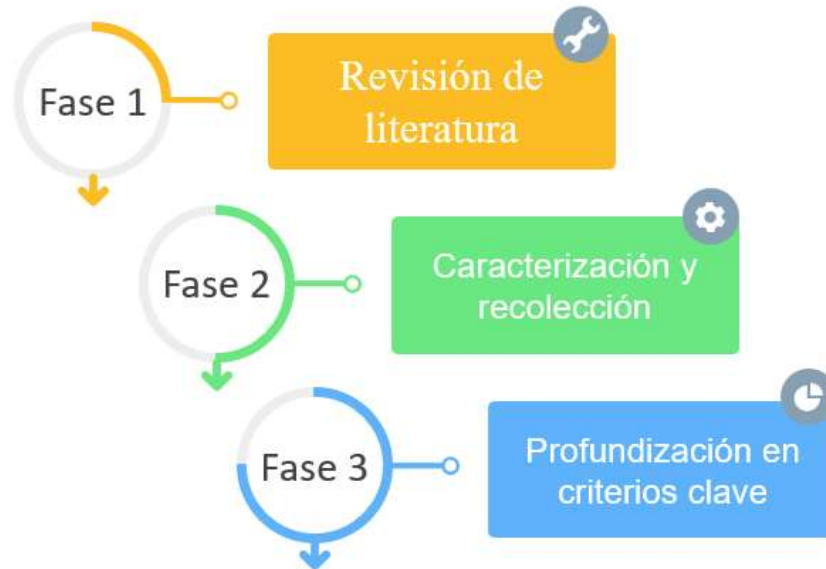 Fase 1
Revisión de
literatura
Fase 2
Caracterización y
recolección
Fase 3
Profundización en
criterios clave